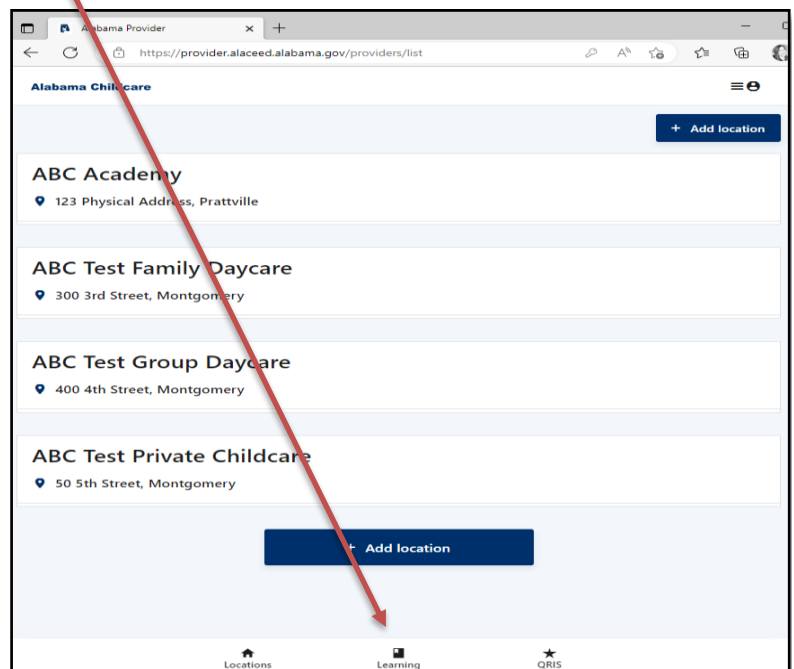 Alabama Provider
https://provider.alaceed.alabama.gov/providers/list
Alabama Childcare
+ Add location
ABC Academy
123 Physical Address, Prattville
ABC Test Family Daycare
300 3rd Street, Montgomery
ABC Test Group Daycare
400 4th Street, Montgomery
ABC Test Private Childcare
50 5th Street, Montgomery
+ Add location
Locations Learning QRIS